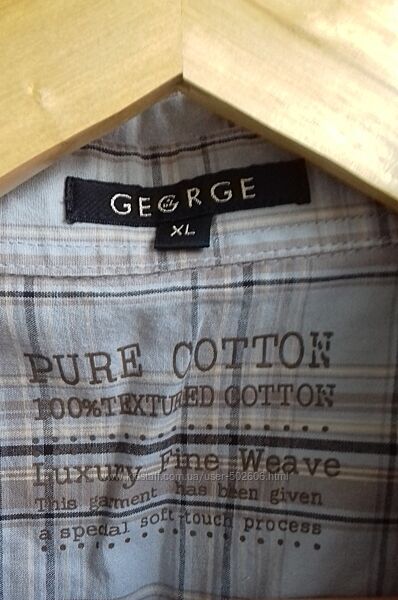 GEORGE
XL
PURE COTTON
100%TEXTURED COTTON
Luxury Fine Weave
This garment has been given
a special soft-touch process